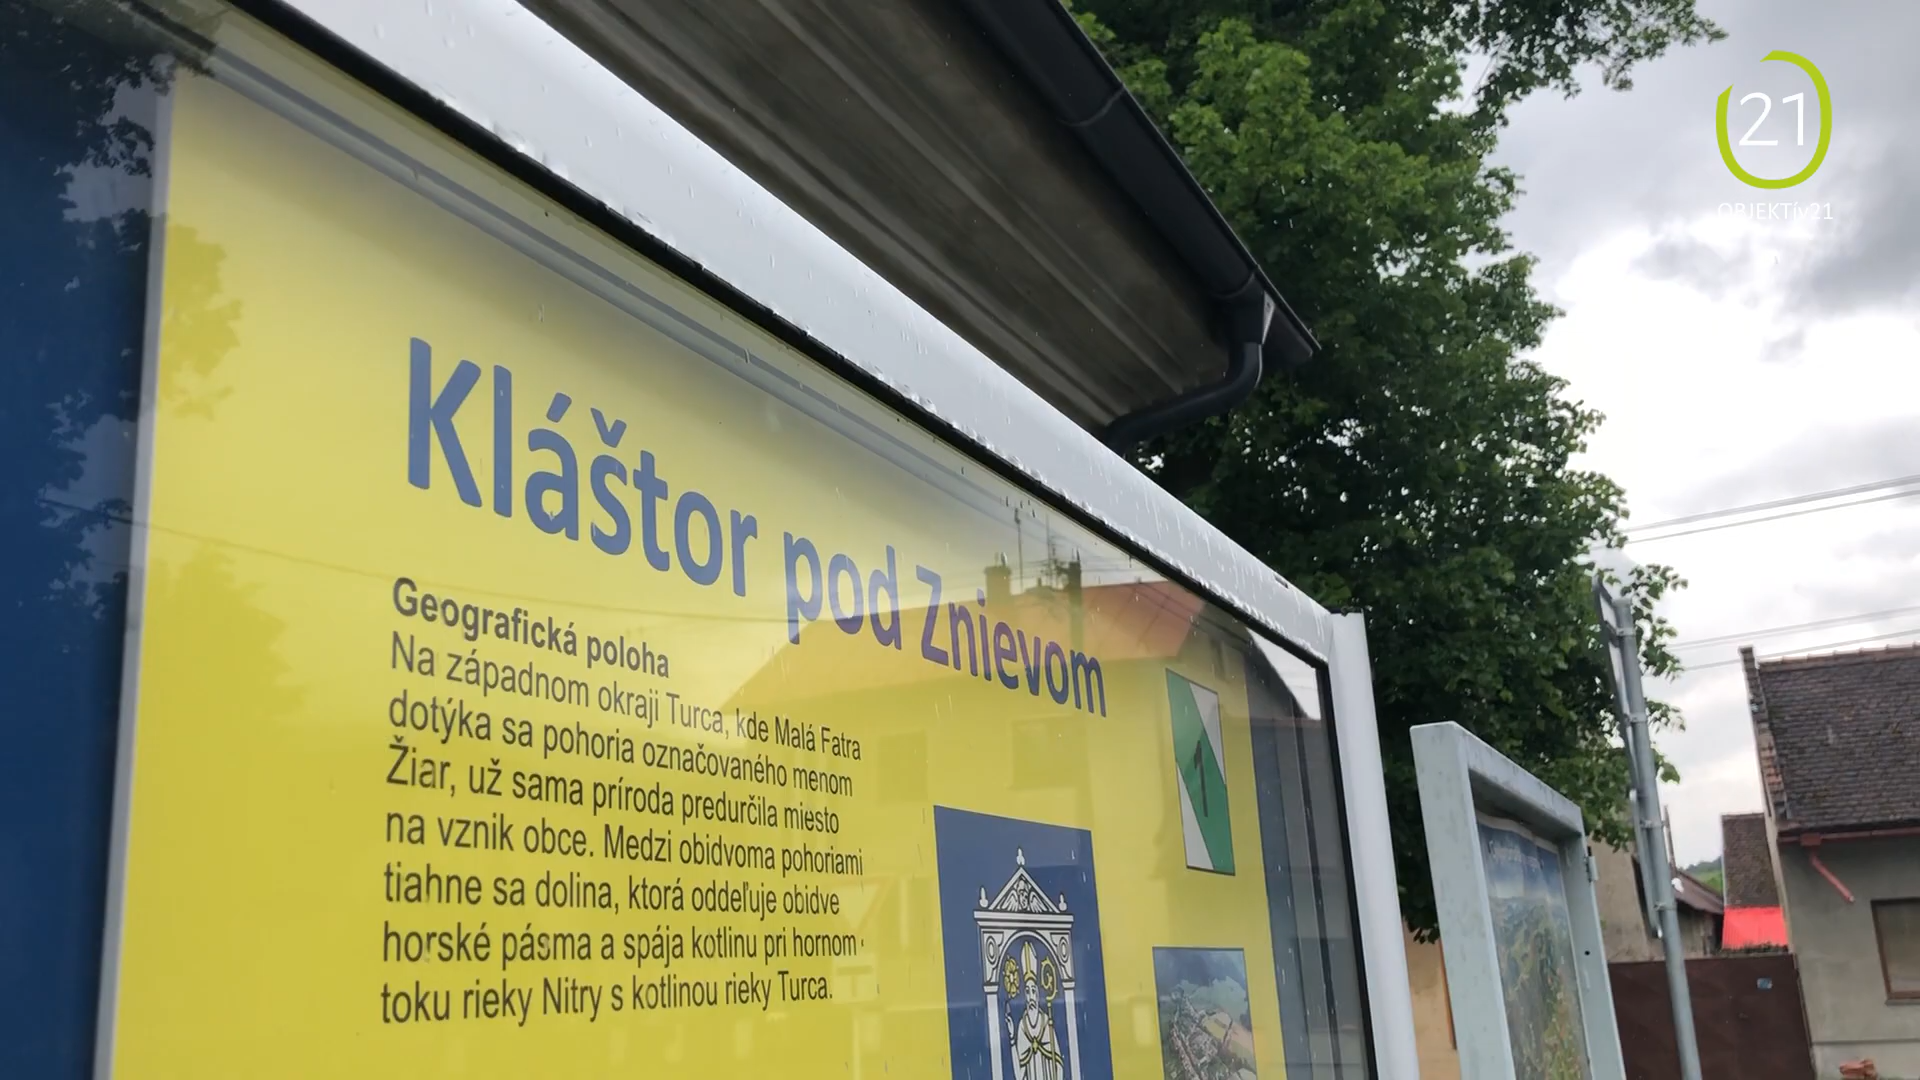 21
OBJEKTív21
Kláštor pod Znievom
Geografická poloha
Na západnom okraji Turca, kde Malá Fatra
dotýka sa pohoria označovaného menom
Žiar, už sama príroda predurčila miesto
na vznik obce. Medzi obidvoma pohoriami
tiahne sa dolina, ktorá oddeľuje obidve
horské pásma a spája kotlinu pri hornom
toku rieky Nitry s kotlinou rieky Turca.
1